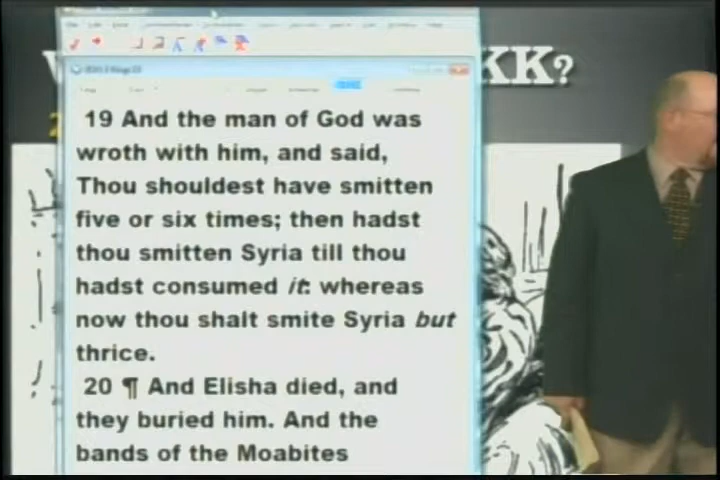 KK?
19 And the man of God was
wroth with him, and said,
Thou shouldest have smitten
five or six times; then hadst
thou smitten Syria till thou
hadst consumed it: whereas
now thou shalt smite Syria but
thrice.
20 ¶ And Elisha died, and
they buried him. And the
bands of the Moabites